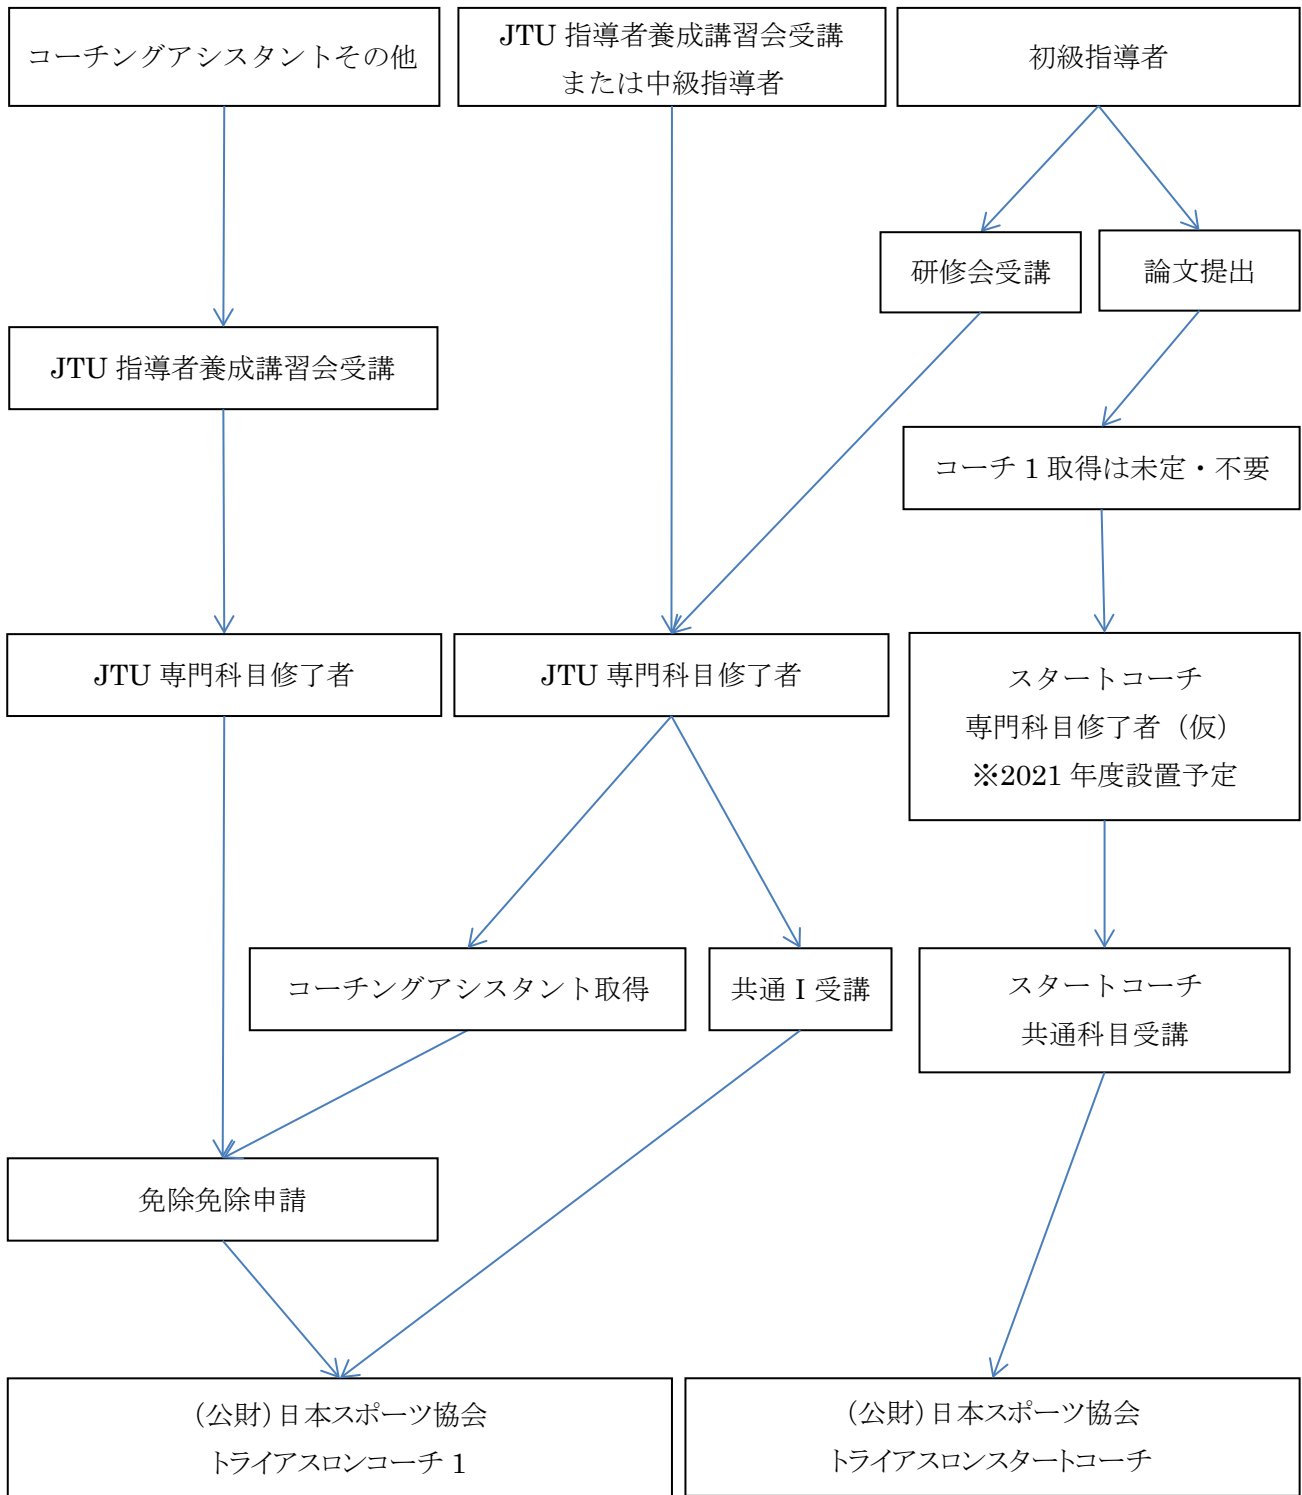 コーチングアシスタントその他
JTU 指導者養成講習会受講
または中級指導者
初級指導者
研修会受講
論文提出
JTU 指導者養成講習会受講
コーチ 1 取得は未定・不要
JTU 専門科目修了者
JTU 専門科目修了者
スタートコーチ
専門科目修了者（仮）
※2021 年度設置予定
コーチングアシスタント取得
共通 I 受講
スタートコーチ
共通科目受講
免除免除申請
(公財)日本スポーツ協会
トライアスロンコーチ 1
(公財)日本スポーツ協会
トライアスロンスタートコーチ